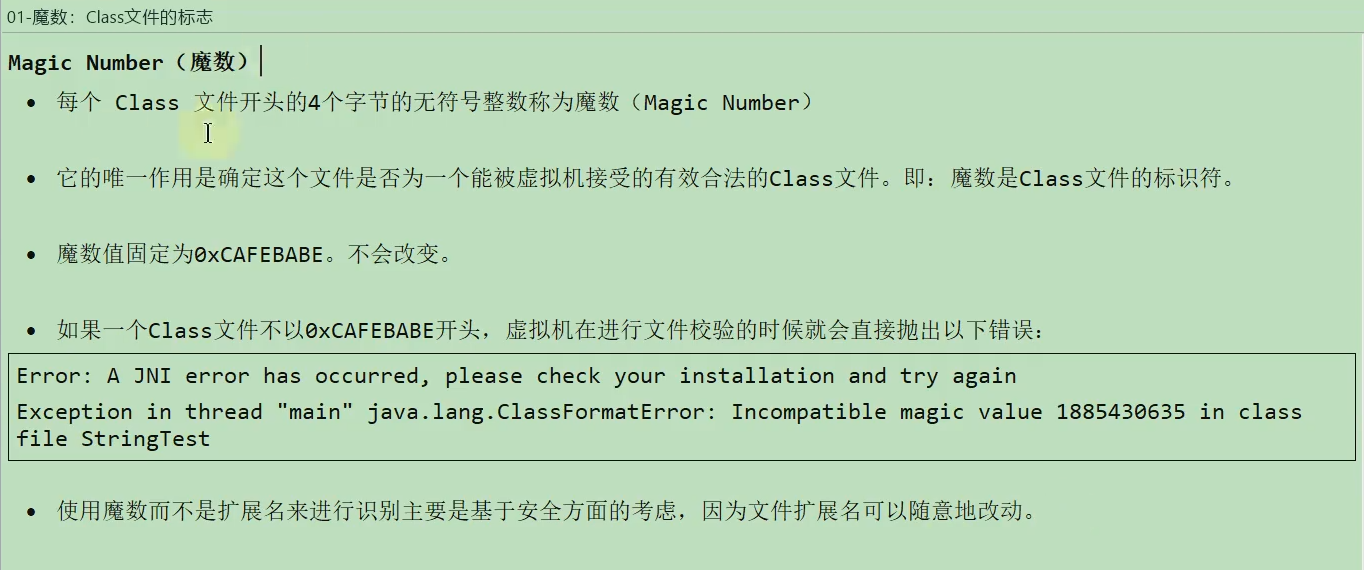 01-魔数：Class文件的标志
Magic Number（魔数）
• 每个 Class 文件开头的4个字节的无符号整数称为魔数（Magic Number）
• 它的唯一作用是确定这个文件是否为一个能被虚拟机接受的有效合法的Class文件。即：魔数是Class文件的标识符。
• 魔数值固定为0xCAFEBABE。不会改变。
• 如果一个Class文件不以0xCAFEBABE开头，虚拟机在进行文件校验的时候就会直接抛出以下错误：
Error: A JNI error has occurred, please check your installation and try again
Exception in thread "main" java.lang.ClassFormatError: Incompatible magic value 1885430635 in class
file StringTest
• 使用魔数而不是扩展名来进行识别主要是基于安全方面的考虑，因为文件扩展名可以随意地改动。